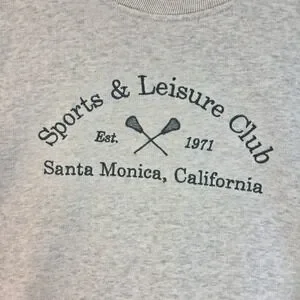 Sports & Leisure Club
Est. 1971
Santa Monica, California